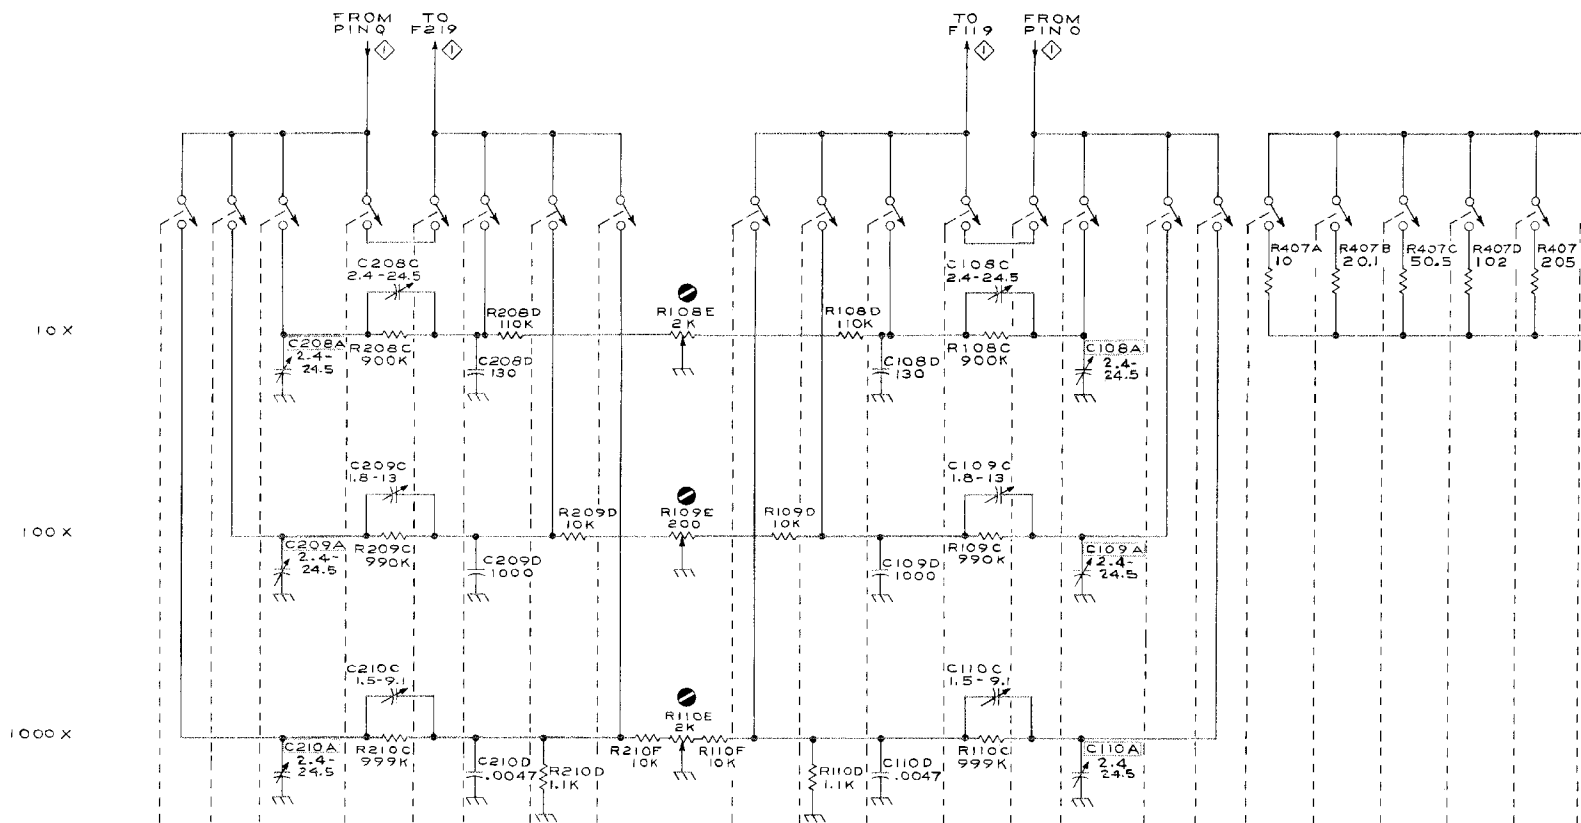 FROM
PIN Q
1
TO
F219
1
TO
F119
1
FROM
PIN O
1
R407A
10
R407B
20.1
R407C
50.5
R407D
102
R407
205
C208C
2.4-24.5
C108C
2.4-24.5
10X
C208A
2.4-
24.5
R208C
900K
C208D
130
R208D
110K
R108E
2K
R108D
110K
C108D
130
R108C
900K
C108A
2.4-
24.5
C209C
1.8-13
C109C
1.8-13
100X
C209A
2.4-
24.5
R209C
990K
C209D
1000
R209D
10K
R109E
200
R109D
10K
C109D
1000
R109C
990K
C109A
2.4-
24.5
C210C
1.5-9.1
C110C
1.5-9.1
1000X
C210A
2.4-
24.5
R210C
999K
C210D
.0047
R210D
1.1K
R210F
10K
R110E
2K
R110F
10K
R110D
1.1K
C110D
.0047
R110C
999K
C110A
2.4
24.5